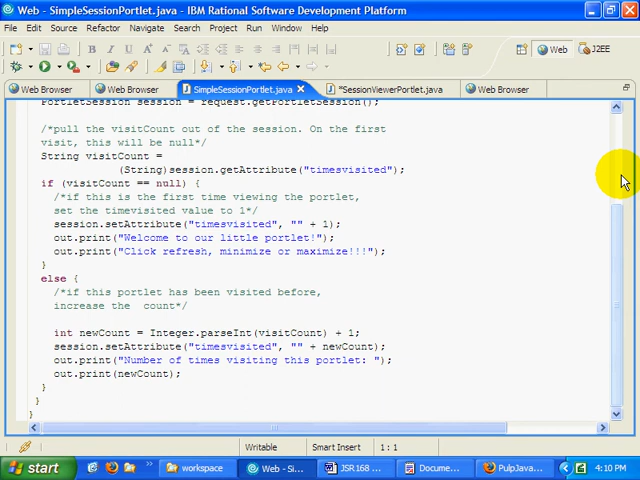 Web - SimpleSessionPortlet.java - IBM Rational Software Development Platform
File Edit Source Refactor Navigate Search Project Run Window Help
Web J2EE
Web Browser Web Browser SimpleSessionPortlet.java *SessionViewerPortlet.java Web Browser
PortletSession session = request.getPortletSession();
/*pull the visitCount out of the session. On the first
visit, this will be null*/
String visitCount =
(String)session.getAttribute("timesvisited");
if (visitCount == null) {
/*if this is the first time viewing the portlet,
set the timevisited value to 1*/
session.setAttribute("timesvisited", "" + 1);
out.print("Welcome to our little portlet!");
out.print("Click refresh, minimize or maximize!!!");
}
else {
/*if this portlet has been visited before,
increase the  count*/
int newCount = Integer.parseInt(visitCount) + 1;
session.setAttribute("timesvisited", "" + newCount);
out.print("Number of times visiting this portlet: ");
out.print(newCount);
}
}
}
Writable Smart Insert 1 : 1
start workspace Web - Si... JSR168 ... Docume... PulpJava... 4:10 PM